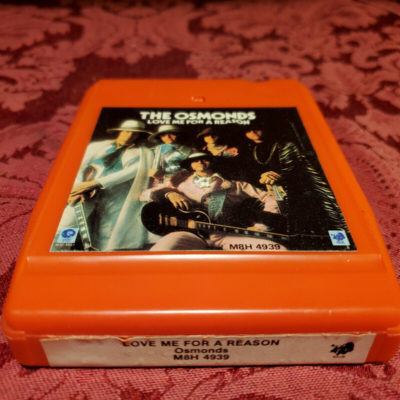 THE OSMONDS
LOVE ME FOR A REASON
M8H 4939
LOVE ME FOR A REASON
Osmonds
M8H 4939